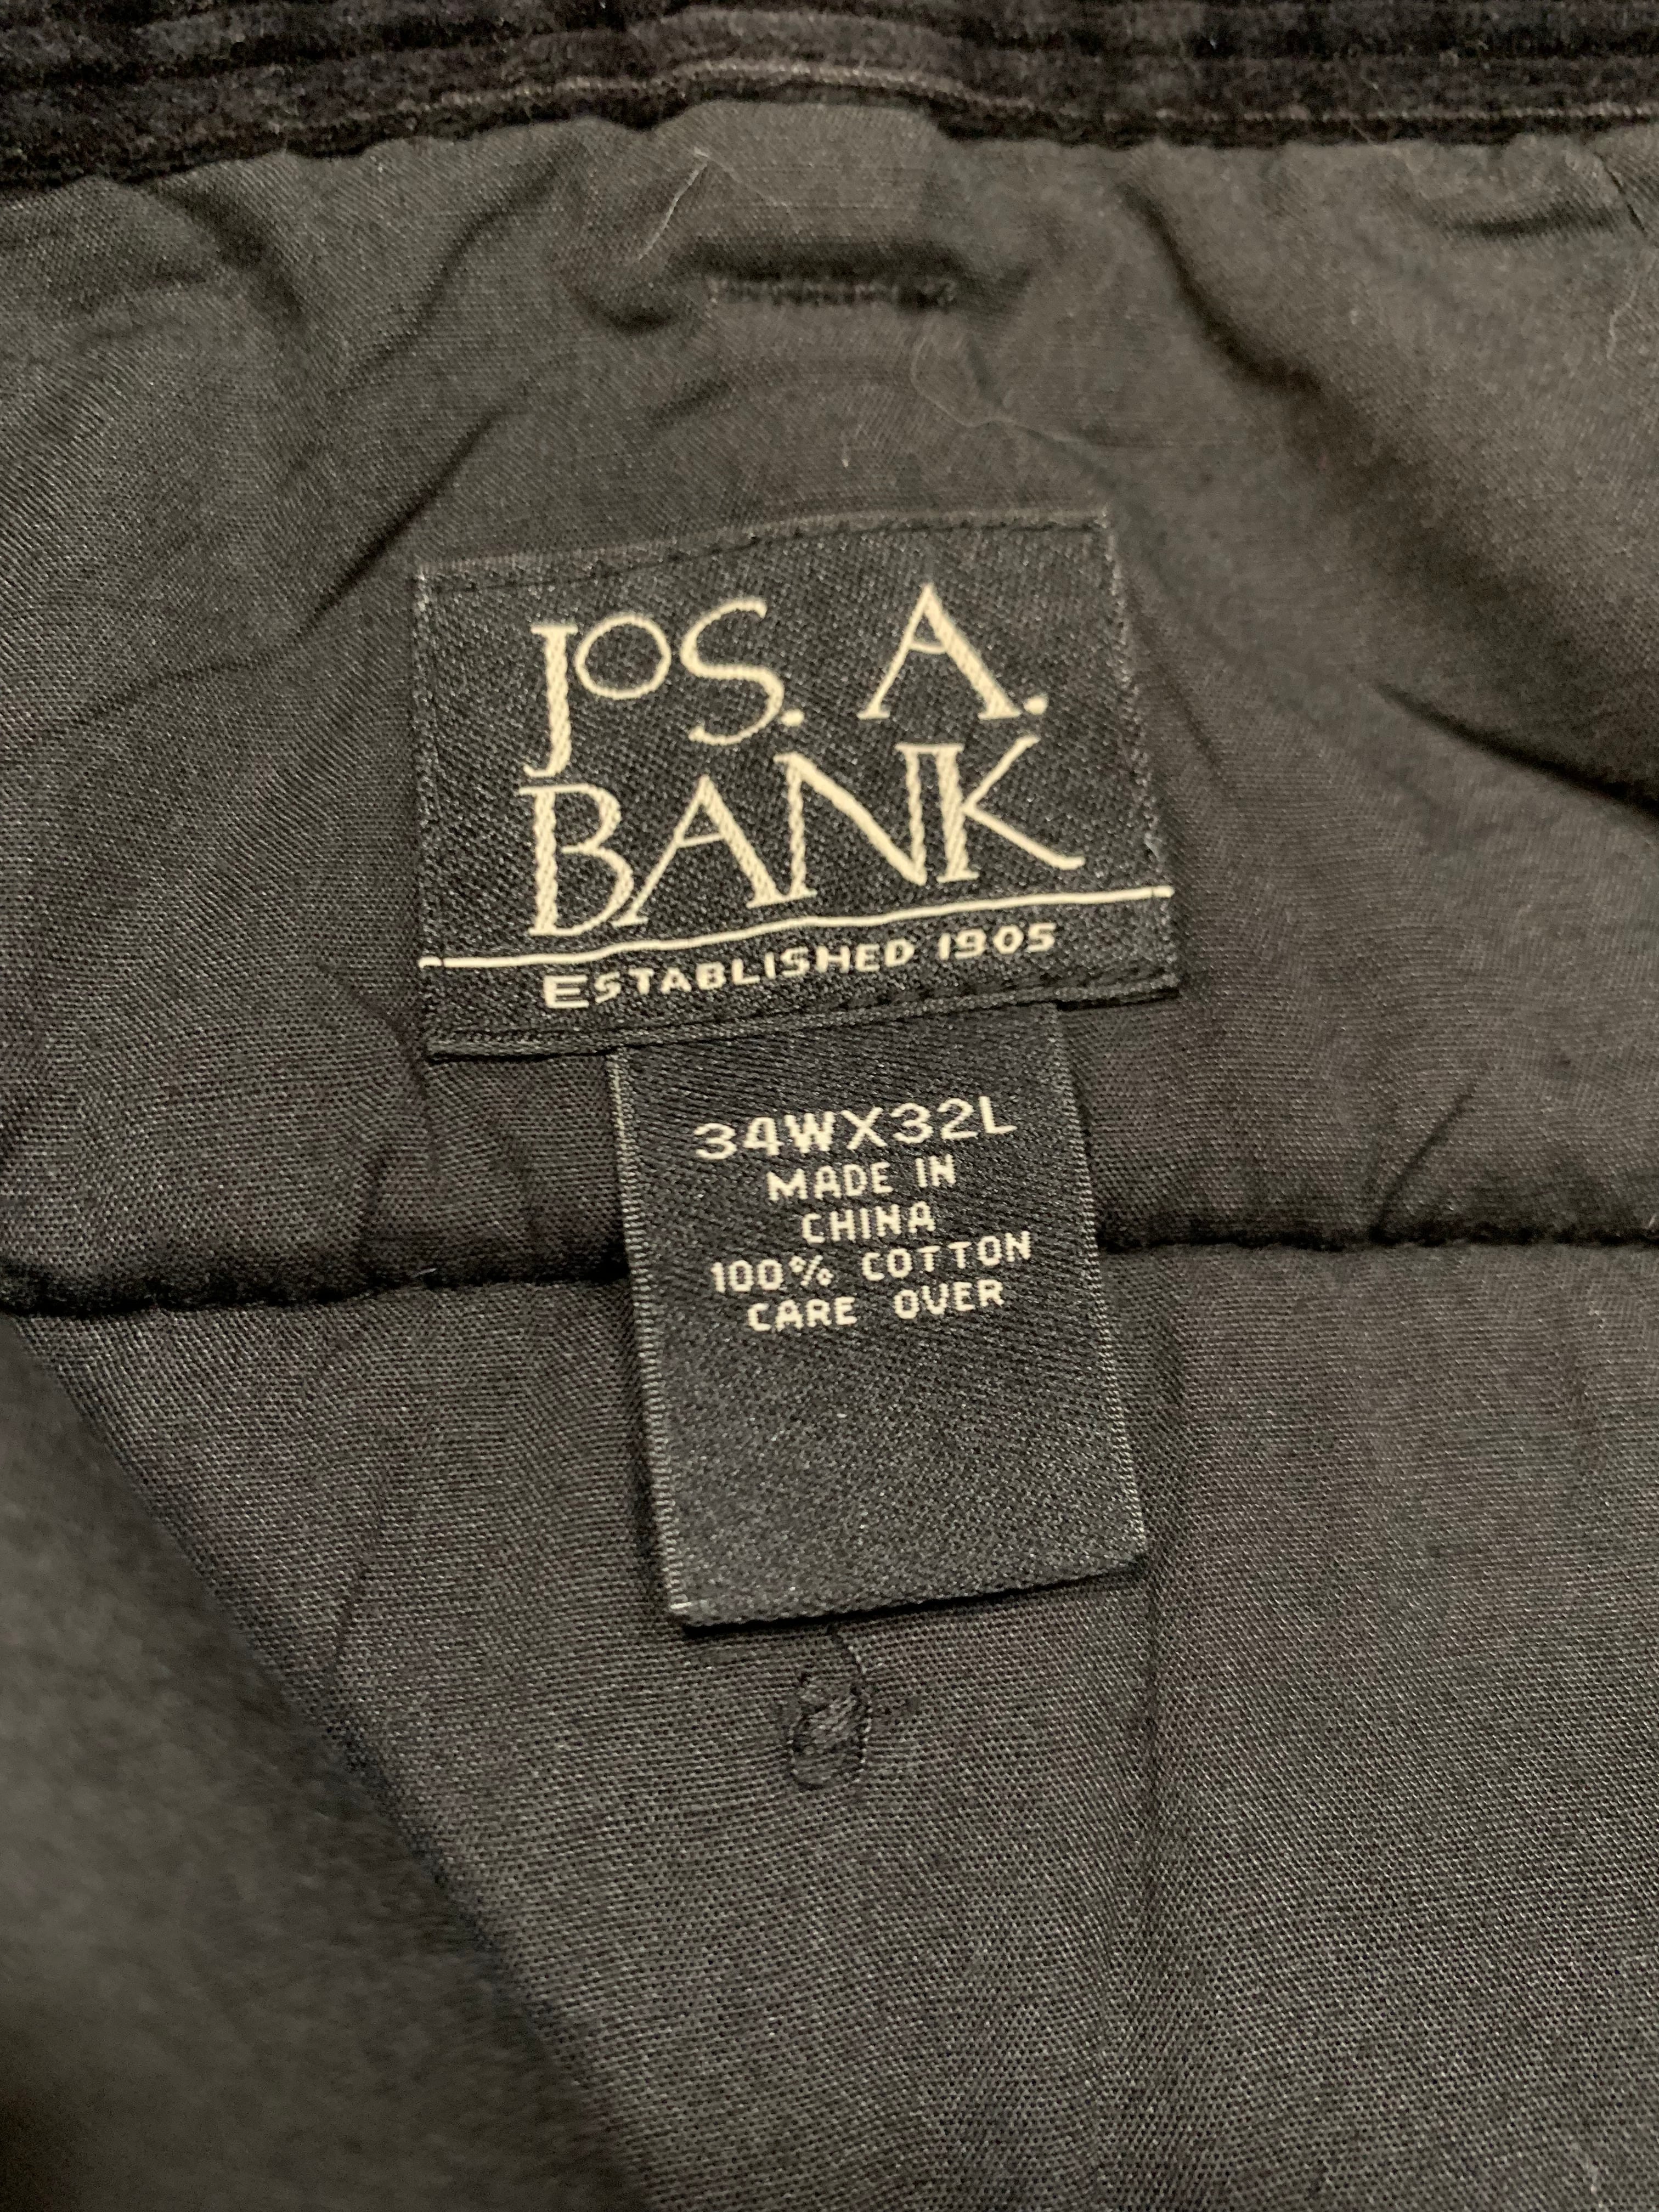 JOS. A.
BANK
ESTABLISHED 1905
34WX32L
MADE IN
CHINA
100% COTTON
CARE OVER